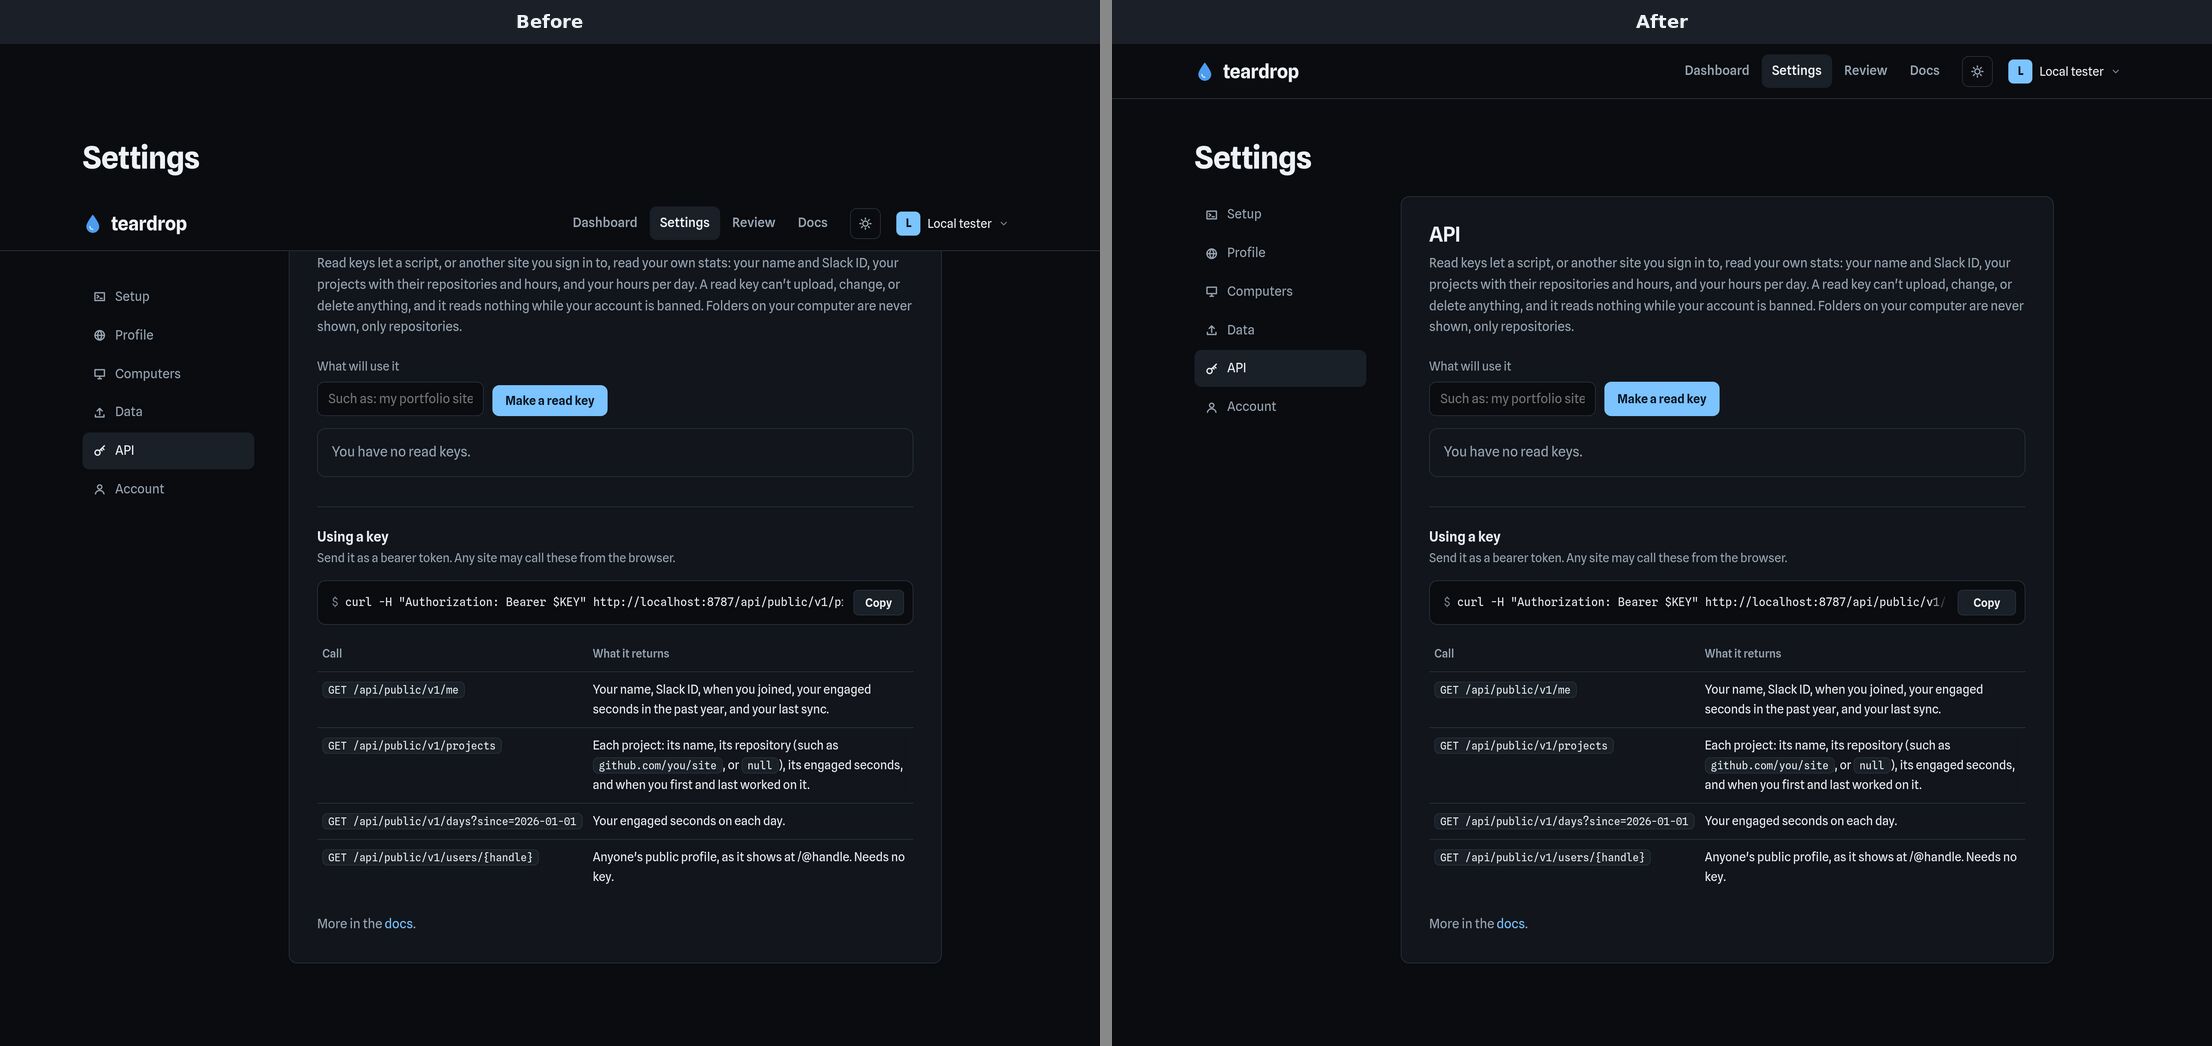 Before
Settings
teardrop
Dashboard Settings Review Docs L Local tester
Setup
Profile
Computers
Data
API
Account
Read keys let a script, or another site you sign in to, read your own stats: your name and Slack ID, your
projects with their repositories and hours, and your hours per day. A read key can't upload, change, or
delete anything, and it reads nothing while your account is banned. Folders on your computer are never
shown, only repositories.
What will use it
Such as: my portfolio site Make a read key
You have no read keys.
Using a key
Send it as a bearer token. Any site may call these from the browser.
$ curl -H "Authorization: Bearer $KEY" http://localhost:8787/api/public/v1/p Copy
Call What it returns
GET /api/public/v1/me Your name, Slack ID, when you joined, your engaged
seconds in the past year, and your last sync.
GET /api/public/v1/projects Each project: its name, its repository (such as
github.com/you/site, or null), its engaged seconds,
and when you first and last worked on it.
GET /api/public/v1/days?since=2026-01-01 Your engaged seconds on each day.
GET /api/public/v1/users/{handle} Anyone's public profile, as it shows at /@handle. Needs no
key.
More in the docs.
After
teardrop
Dashboard Settings Review Docs L Local tester
Settings
Setup
Profile
Computers
Data
API
Account
API
Read keys let a script, or another site you sign in to, read your own stats: your name and Slack ID, your
projects with their repositories and hours, and your hours per day. A read key can't upload, change, or
delete anything, and it reads nothing while your account is banned. Folders on your computer are never
shown, only repositories.
What will use it
Such as: my portfolio site Make a read key
You have no read keys.
Using a key
Send it as a bearer token. Any site may call these from the browser.
$ curl -H "Authorization: Bearer $KEY" http://localhost:8787/api/public/v1/ Copy
Call What it returns
GET /api/public/v1/me Your name, Slack ID, when you joined, your engaged
seconds in the past year, and your last sync.
GET /api/public/v1/projects Each project: its name, its repository (such as
github.com/you/site, or null), its engaged seconds,
and when you first and last worked on it.
GET /api/public/v1/days?since=2026-01-01 Your engaged seconds on each day.
GET /api/public/v1/users/{handle} Anyone's public profile, as it shows at /@handle. Needs no
key.
More in the docs.